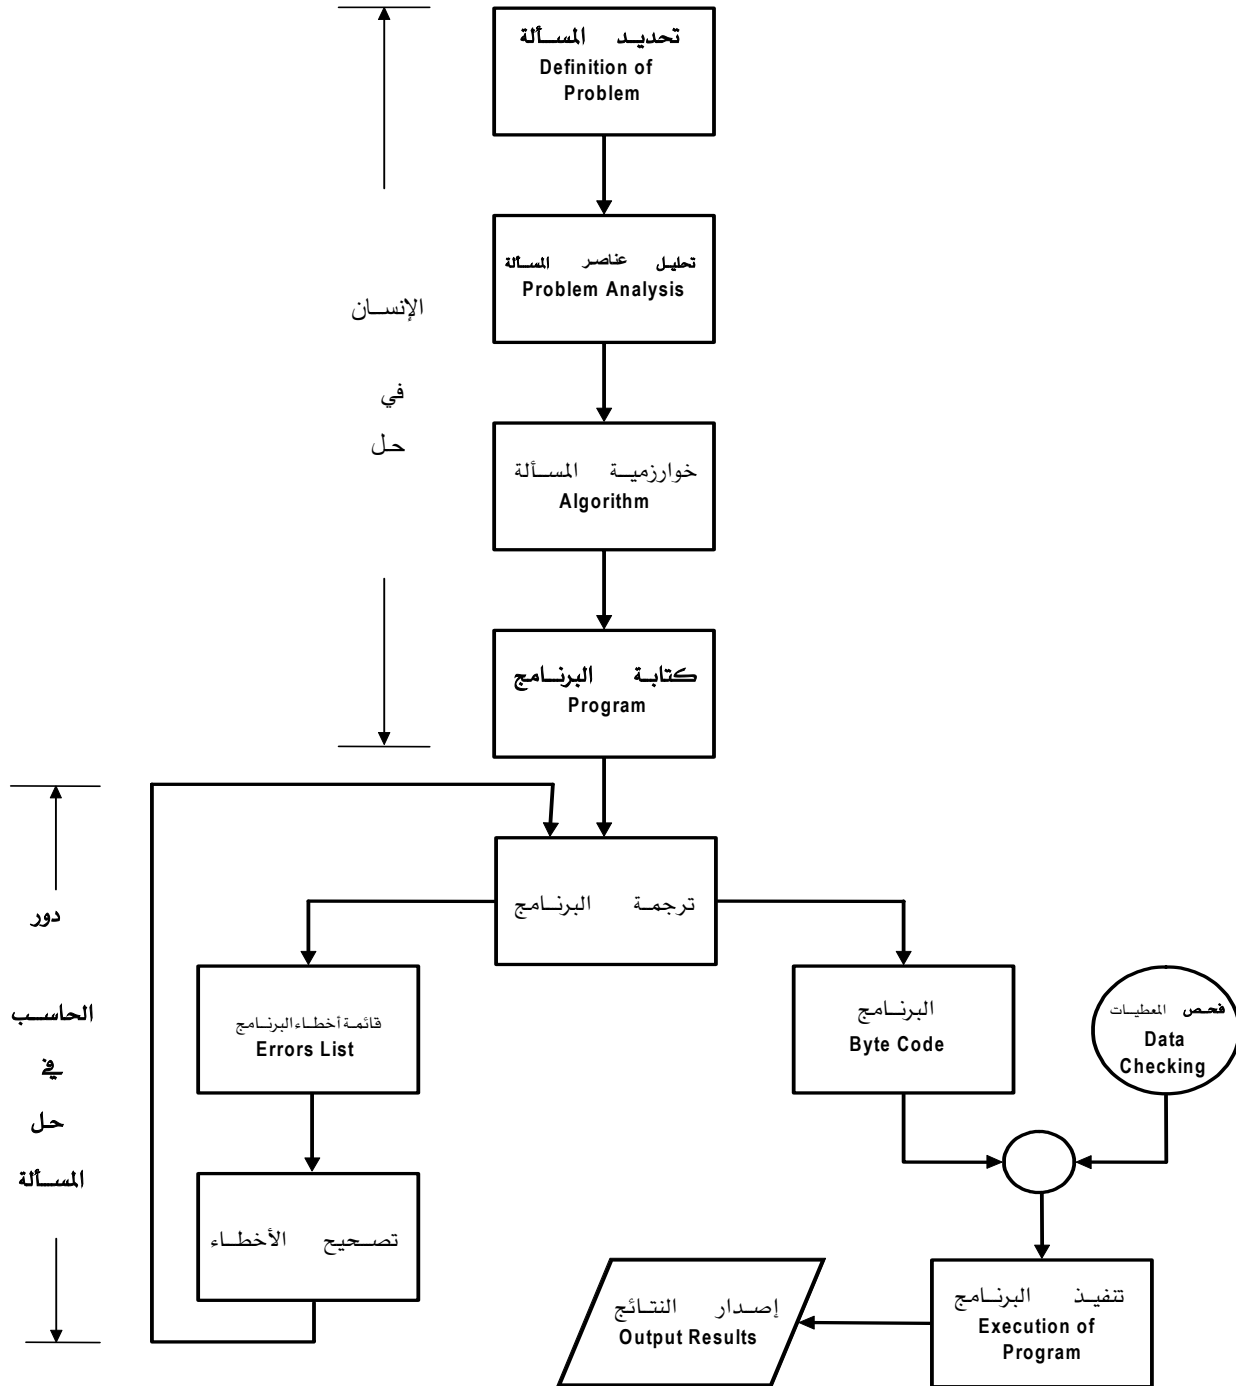 تحديد المسألة
Definition of
Problem
تحليل عناصر المسألة
Problem Analysis
الإنسان
في
حل
خوارزمية المسألة
Algorithm
كتابة البرنامج
Program
ترجمة البرنامج
دور
الحاسب
في
حل
المسألة
قائمة أخطاء البرنامج
Errors List
البرنامج
Byte Code
فحص المعطيات
Data
Checking
تصحيح الأخطاء
إصدار النتائج
Output Results
تنفيذ البرنامج
Execution of
Program